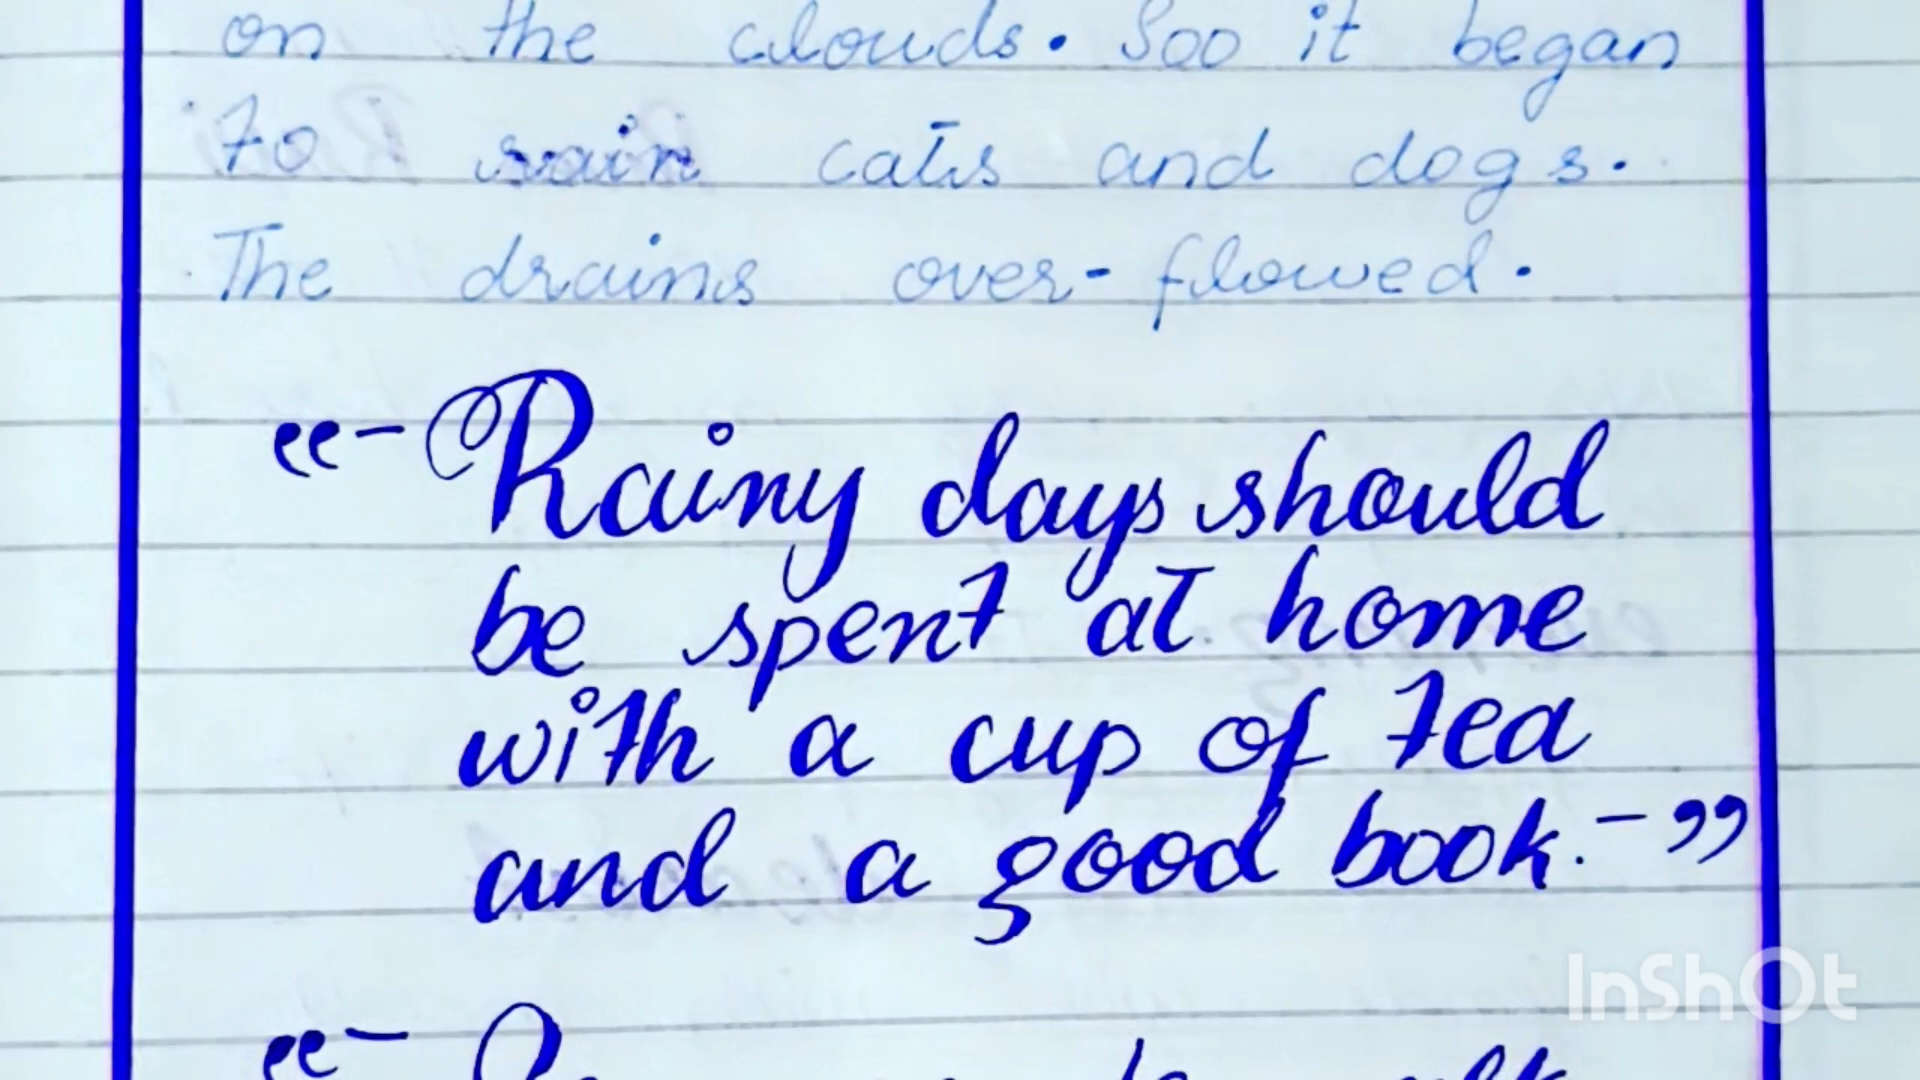 on the clouds. Soo it began
to rain cats and dogs.
The drains over-flowed.
“- Rainy days should
be spent at home
with a cup of tea
and a good book. -”
InShOt
“-